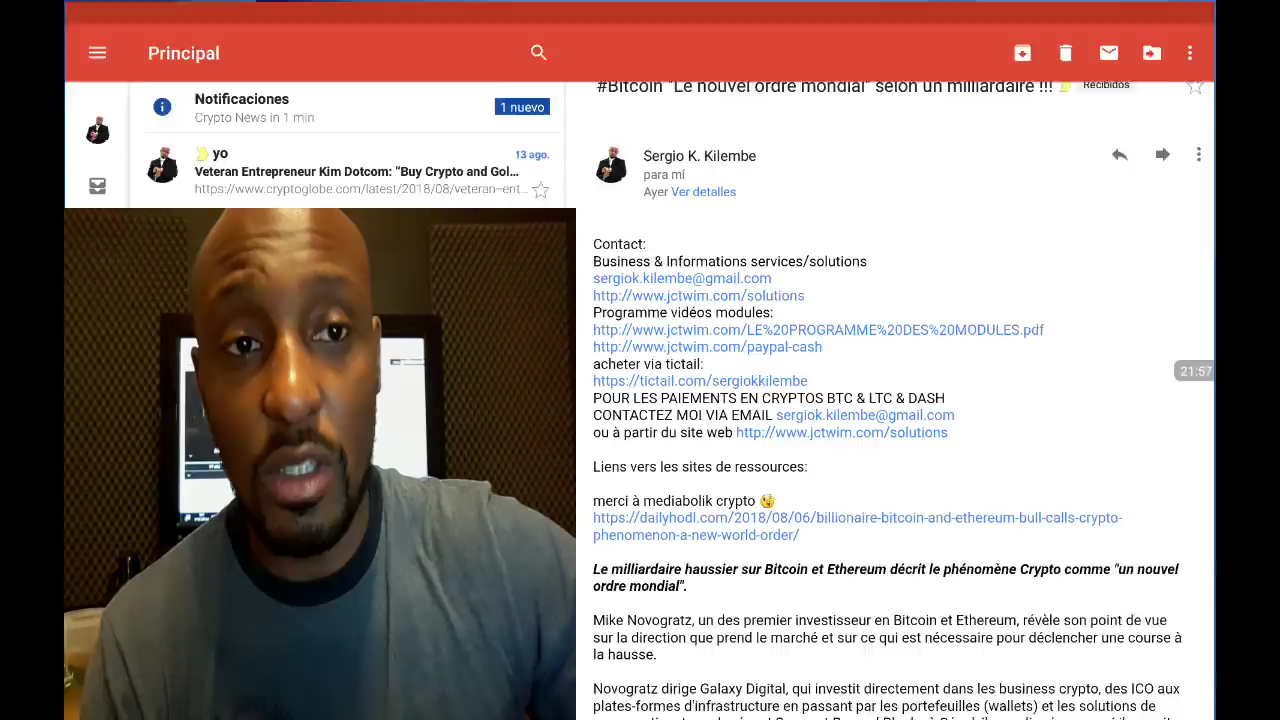 Principal
Notificaciones
1 nuevo
Crypto News in 1 min
yo
13 ago.
Veteran Entrepreneur Kim Dotcom: “Buy Crypto and Gol...
https://www.cryptoglobe.com/latest/2018/08/veteran-ent...
#Bitcoin "Le nouvel ordre mondial" selon un milliardaire !!!
Recibidos
Sergio K. Kilembe
para mí
Ayer Ver detalles
Contact:
Business & Informations services/solutions
sergiok.kilembe@gmail.com
http://www.jctwim.com/solutions
Programme vidéos modules:
http://www.jctwim.com/LE%20PROGRAMME%20DES%20MODULES.pdf
http://www.jctwim.com/paypal-cash
acheter via tictail:
https://tictail.com/sergiokkilembe
POUR LES PAIEMENTS EN CRYPTOS BTC & LTC & DASH
CONTACTEZ MOI VIA EMAIL sergiok.kilembe@gmail.com
ou à partir du site web http://www.jctwim.com/solutions
21:57
Liens vers les sites de ressources:
merci à mediabolik crypto
https://dailyhodl.com/2018/08/06/billionaire-bitcoin-and-ethereum-bull-calls-crypto-
phenomenon-a-new-world-order/
Le milliardaire haussier sur Bitcoin et Ethereum décrit le phénomène Crypto comme "un nouvel
ordre mondial".
Mike Novogratz, un des premier investisseur en Bitcoin et Ethereum, révèle son point de vue
sur la direction que prend le marché et sur ce qui est nécessaire pour déclencher une course à
la hausse.
Novogratz dirige Galaxy Digital, qui investit directement dans les business crypto, des ICO aux
plates-formes d'infrastructure en passant par les portefeuilles (wallets) et les solutions de